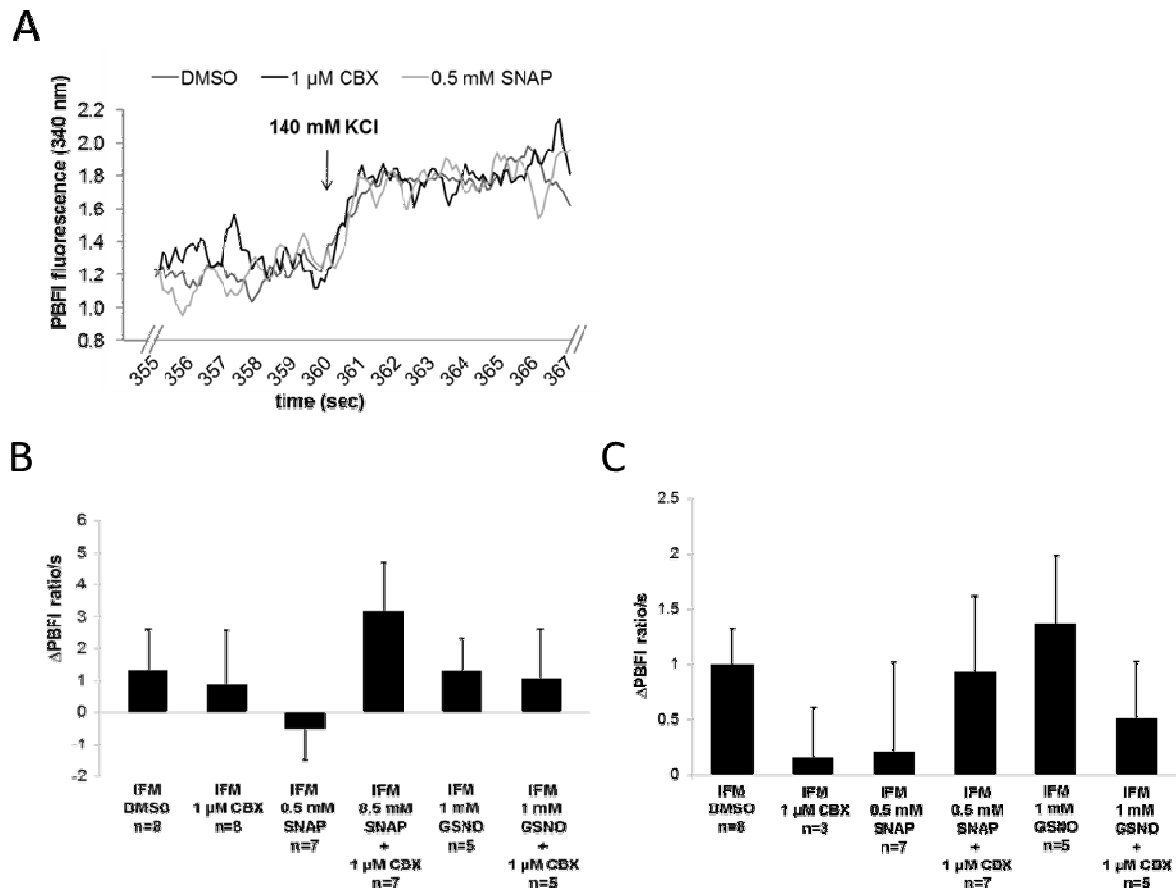 A
DMSO 1 µM CBX 0.5 mM SNAP
PBFI fluorescence (340 nm)
2.2
2.0
1.8
1.6
1.4
1.2
1.0
0.8
140 mM KCl
355 356 357 358 359 360 361 362 363 364 365 366 367
time (sec)
B
ΔPBFI ratio/s
6
5
4
3
2
1
0
-1
-2
IFM IFM IFM IFM IFM IFM
DMSO 1 µM CBX 0.5 mM 0.5 mM 1 mM 1 mM
n=8 n=8 SNAP SNAP GSNO GSNO
n=7 + n=5 +
1 µM CBX 1 µM CBX
n=7 n=5
C
ΔPBFI ratio/s
2.5
2
1.5
1
0.5
0
IFM IFM IFM IFM IFM IFM
DMSO 1 µM CBX 0.5 mM 0.5 mM 1 mM 1 mM
n=8 SNAP SNAP GSNO GSNO
n=7 + n=5 +
1 µM CBX 1 µM CBX
n=7 n=5